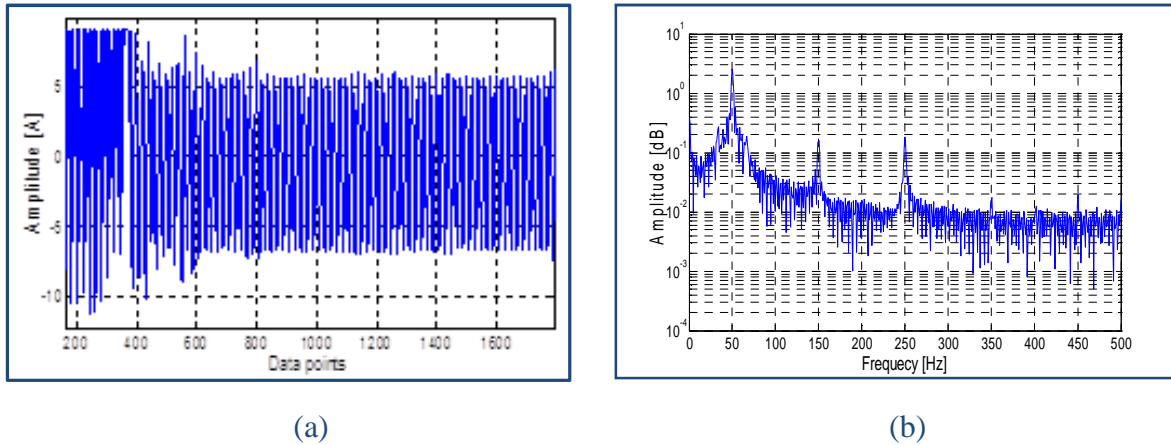 Amplitude [A]
5
0
-5
-10
200 400 600 800 1000 1200 1400 1600
Data points
(a)
Amplitude [dB]
10^1
10^0
10^-1
10^-2
10^-3
10^-4
0 50 100 150 200 250 300 350 400 450 500
Frequecy [Hz]
(b)